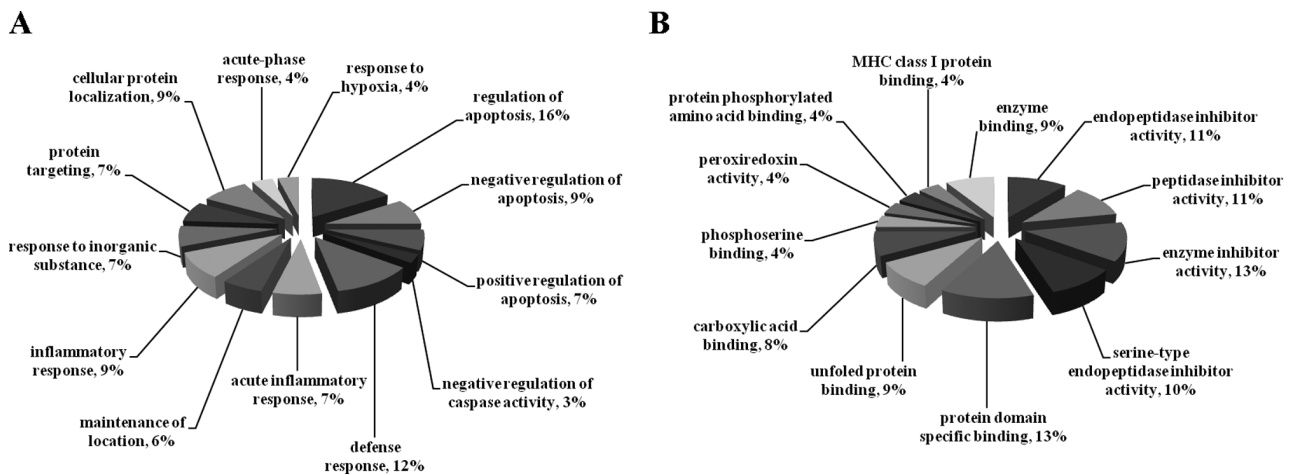 A
acute-phase
response, 4%
response to
hypoxia, 4%
regulation of
apoptosis, 16%
negative regulation of
apoptosis, 9%
positive regulation of
apoptosis, 7%
negative regulation of
caspase activity, 3%
defense
response, 12%
acute inflammatory
response, 7%
maintenance of
location, 6%
inflammatory
response, 9%
response to inorganic
substance, 7%
protein
targeting, 7%
cellular protein
localization, 9%
B
MHC class I protein
binding, 4%
enzyme
binding, 9%
endopeptidase inhibitor
activity, 11%
peptidase inhibitor
activity, 11%
enzyme inhibitor
activity, 13%
serine-type
endopeptidase inhibitor
activity, 10%
protein domain
specific binding, 13%
unfoled protein
binding, 9%
carboxylic acid
binding, 8%
phosphoserine
binding, 4%
peroxiredoxin
activity, 4%
protein phosphorylated
amino acid binding, 4%